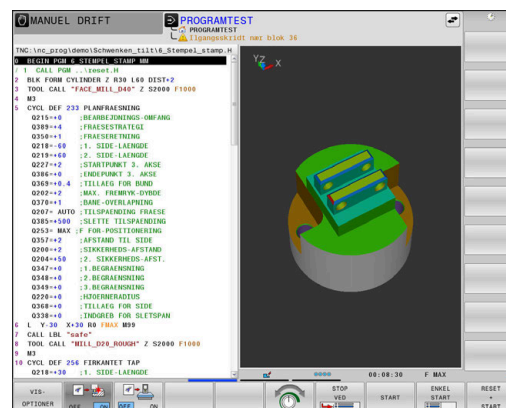 MANUEL DRIFT
PROGRAMTEST
PROGRAMTEST
Ilgangsskridt nær blok 36
TNC:\nc_prog\demo\Schwenken_tilt\6_Stempel_stamp.H
0 BEGIN PGM 6_STEMPEL_STAMP MM
/ 1 CALL PGM ..\reset.H
2 BLK FORM CYLINDER Z R30 L60 DIST+2
3 TOOL CALL "FACE_MILL_D40" Z S2000 F1000
4 M3
5 CYCL DEF 233 PLANFRAESNING
Q215=+0 ;BEARBEJDNINGS-OMFANG
Q389=+4 ;FRAESESTRATEGI
Q350=+1 ;FRAESERETNING
Q218=-60 ;1. SIDE-LAENGDE
Q219=+60 ;2. SIDE-LAENGDE
Q227=+2 ;STARTPUNKT 3. AKSE
Q386=+0 ;ENDEPUNKT 3. AKSE
Q369=+0.4 ;TILLAEG FOR BUND
Q202=+2 ;MAX. FREMRYK-DYBDE
Q370=+1 ;BANE-OVERLAPNING
Q207= AUTO ;TILSPAENDING FRAESE
Q385=+500 ;SLETTE TILSPAENDING
Q253= MAX ;F FOR-POSITIONERING
Q357=+2 ;AFSTAND TIL SIDE
Q200=+2 ;SIKKERHEDS-AFSTAND
Q204=+50 ;2. SIKKERHEDS-AFST.
Q347=+0 ;1.BEGRAENSNING
Q348=+0 ;2.BEGRAENSNING
Q349=+0 ;3.BEGRAENSNING
Q220=+0 ;HJOERNERADIUS
Q368=+0 ;TILLAEG FOR SIDE
Q338=+0 ;INDGREB FOR SLETSPAN
6 L Y-30 X+30 R0 FMAX M99
7 CALL LBL "safe"
8 TOOL CALL "MILL_D20_ROUGH" Z S2000 F1000
9 M3
10 CYCL DEF 256 FIRKANTET TAP
Q218=+30 ;1. SIDE-LAENGDE
Y Z X
00:08:30 F MAX
VIS-
OPTIONER
OFF ON
OFF ON
STOP
VED
START
ENKEL
START
RESET
+
START